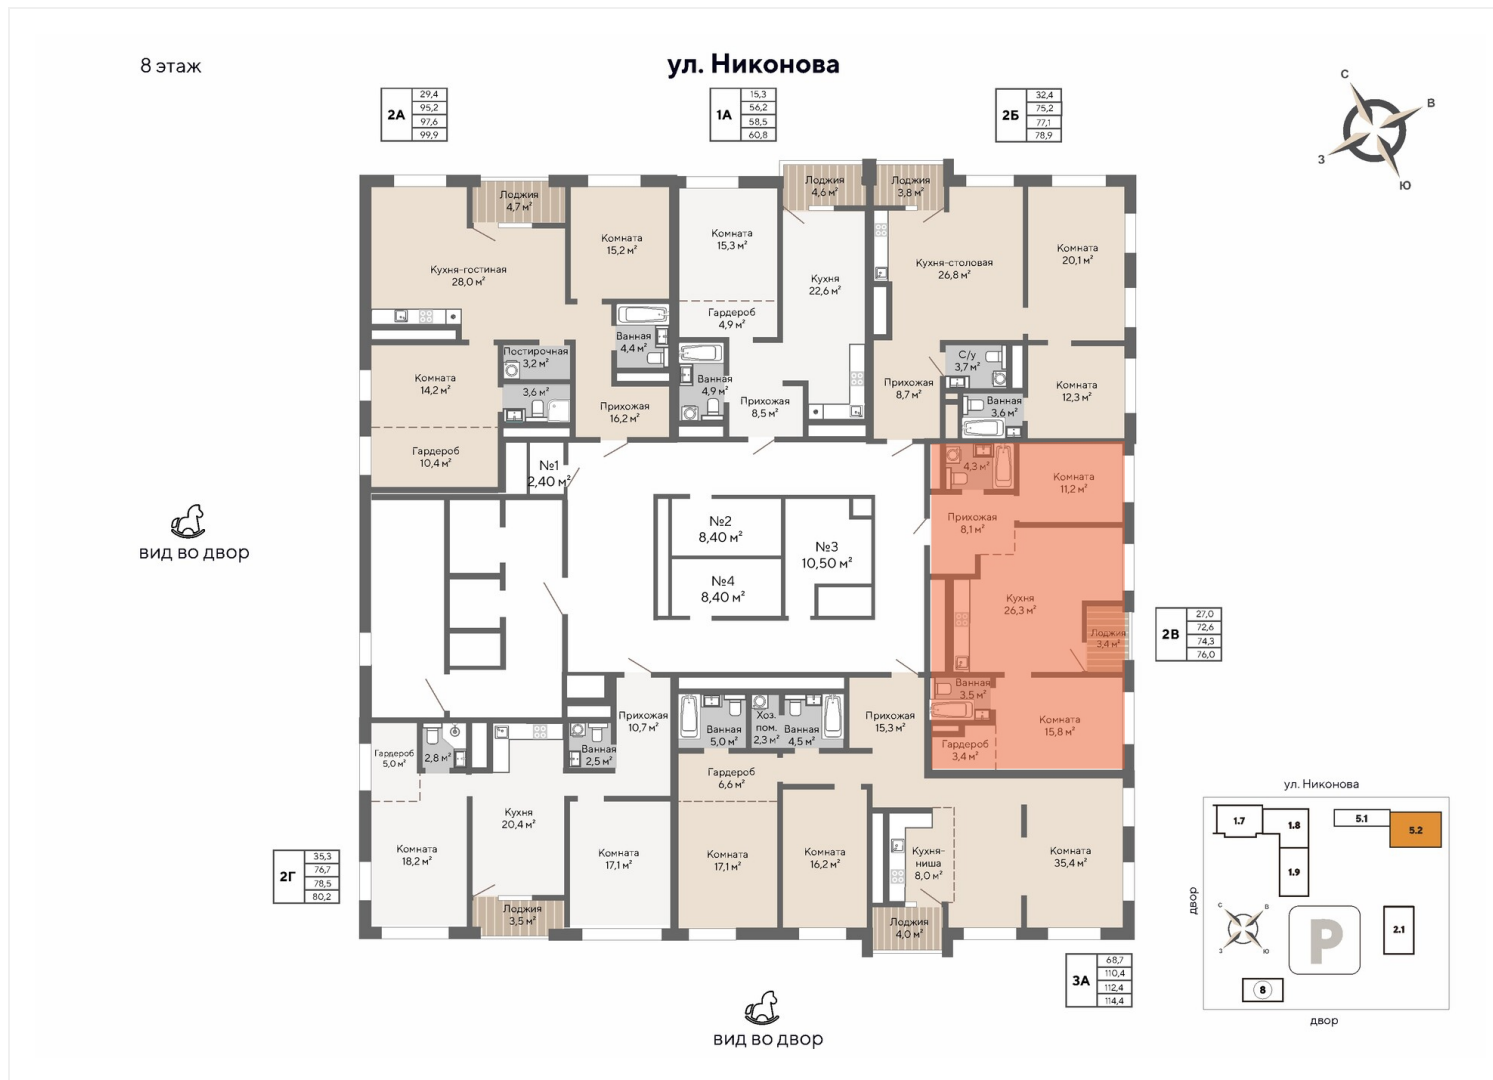 8 этаж
ул. Никонова
2А
29,4
95,2
97,6
99,9
1А
15,3
56,2
58,5
60,8
2Б
32,4
75,2
77,1
78,9
С
В
З
Ю
Лоджия
4,7 м²
Комната
15,2 м²
Кухня-гостиная
28,0 м²
Ванная
4,4 м²
Постирочная
3,2 м²
3,6 м²
Комната
14,2 м²
Прихожая
16,2 м²
Гардероб
10,4 м²
Комната
15,3 м²
Гардероб
4,9 м²
Лоджия
4,6 м²
Кухня
22,6 м²
Ванная
4,9 м²
Прихожая
8,5 м²
Лоджия
3,8 м²
Кухня-столовая
26,8 м²
Комната
20,1 м²
С/у
3,7 м²
Прихожая
8,7 м²
Ванная
3,6 м²
Комната
12,3 м²
№1
2,40 м²
№2
8,40 м²
№3
10,50 м²
№4
8,40 м²
4,3 м²
Комната
11,2 м²
Прихожая
8,1 м²
Кухня
26,3 м²
Лоджия
3,4 м²
Ванная
3,5 м²
Комната
15,8 м²
Гардероб
3,4 м²
2В
27,0
72,6
74,3
76,0
вид во двор
Гардероб
5,0 м²
2,8 м²
Ванная
2,5 м²
Прихожая
10,7 м²
Кухня
20,4 м²
Комната
18,2 м²
Комната
17,1 м²
Лоджия
3,5 м²
2Г
35,3
76,7
78,5
80,2
Ванная
5,0 м²
Хоз.
пом.
2,3 м²
Ванная
4,5 м²
Прихожая
15,3 м²
Гардероб
6,6 м²
Комната
17,1 м²
Комната
16,2 м²
Кухня-
ниша
8,0 м²
Комната
35,4 м²
Лоджия
4,0 м²
3А
68,7
110,4
112,4
114,4
вид во двор
ул. Никонова
1.7
1.8
5.1
5.2
1.9
двор
С
В
З
Ю
P
2.1
8
двор